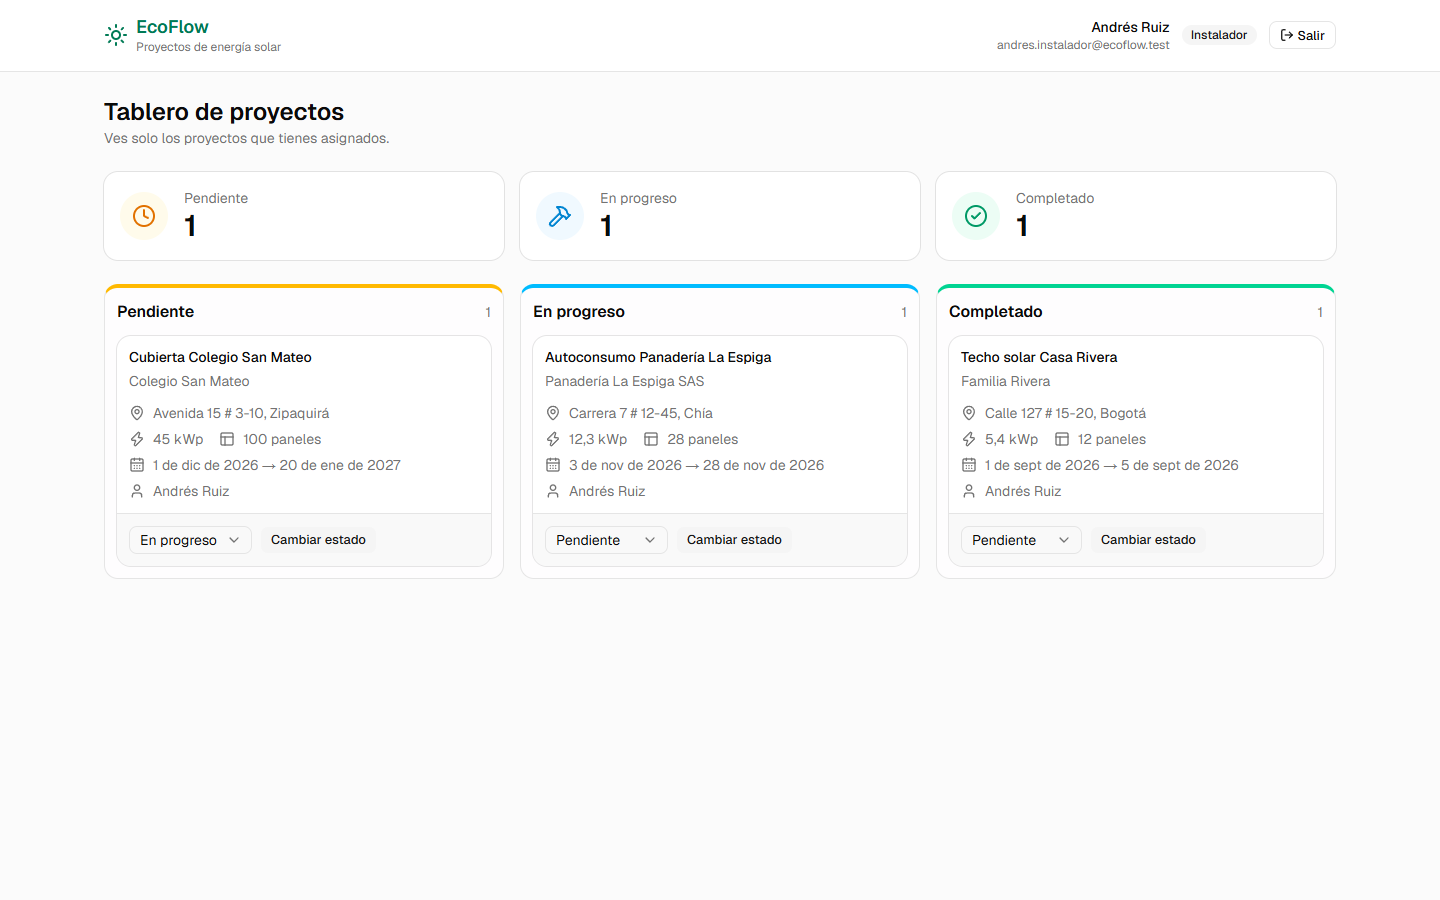 EcoFlow
Proyectos de energía solar
Andrés Ruiz
andres.instalador@ecoflow.test
Instalador
Salir
Tablero de proyectos
Ves solo los proyectos que tienes asignados.
Pendiente
1
En progreso
1
Completado
1
Pendiente 1
Cubierta Colegio San Mateo
Colegio San Mateo
Avenida 15 # 3-10, Zipaquirá
45 kWp 100 paneles
1 de dic de 2026 → 20 de ene de 2027
Andrés Ruiz
En progreso Cambiar estado
En progreso 1
Autoconsumo Panadería La Espiga
Panadería La Espiga SAS
Carrera 7 # 12-45, Chía
12,3 kWp 28 paneles
3 de nov de 2026 → 28 de nov de 2026
Andrés Ruiz
Pendiente Cambiar estado
Completado 1
Techo solar Casa Rivera
Familia Rivera
Calle 127 # 15-20, Bogotá
5,4 kWp 12 paneles
1 de sept de 2026 → 5 de sept de 2026
Andrés Ruiz
Pendiente Cambiar estado